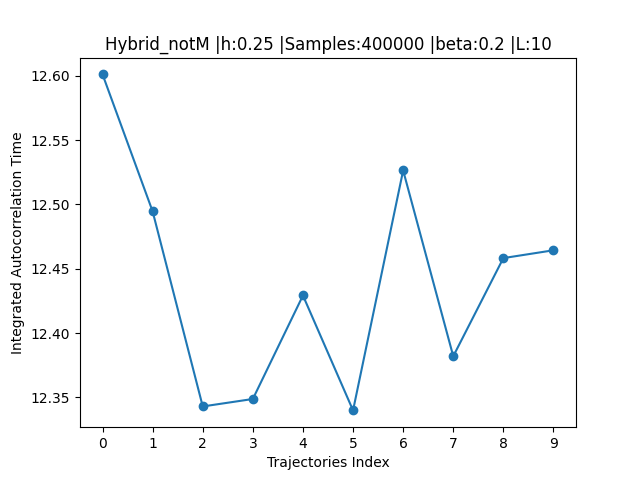 Hybrid_notM |h:0.25 |Samples:400000 |beta:0.2 |L:10
Integrated Autocorrelation Time
12.60
12.55
12.50
12.45
12.40
12.35
0 1 2 3 4 5 6 7 8 9
Trajectories Index